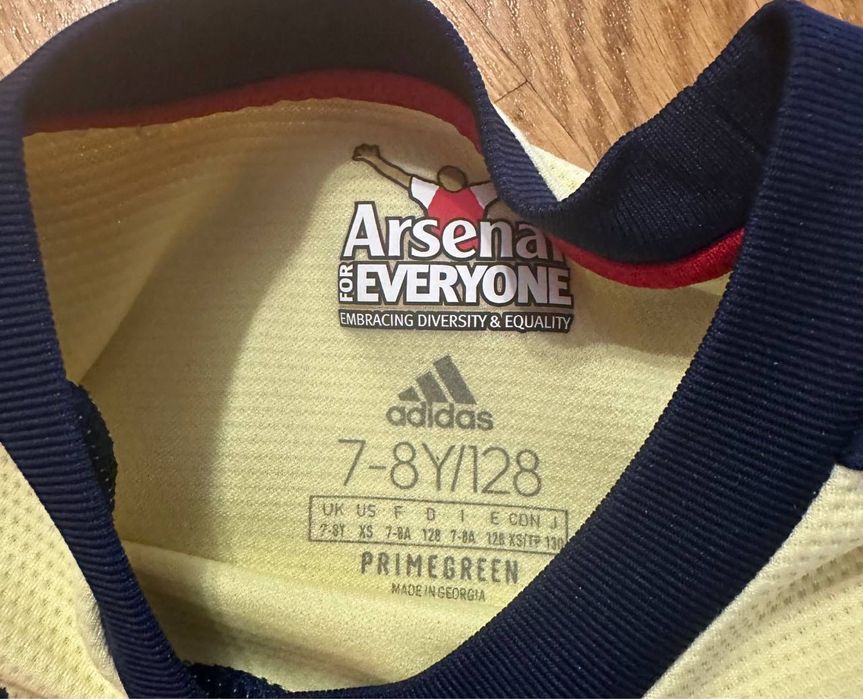 Arsenal
FOR EVERYONE
EMBRACING DIVERSITY & EQUALITY
adidas
7-8Y/128
UK US F D I E CDN J
7-8Y XS 7-8A 128 7-8A 128 XS/TP 130
PRIMEGREEN
MADE IN GEORGIA